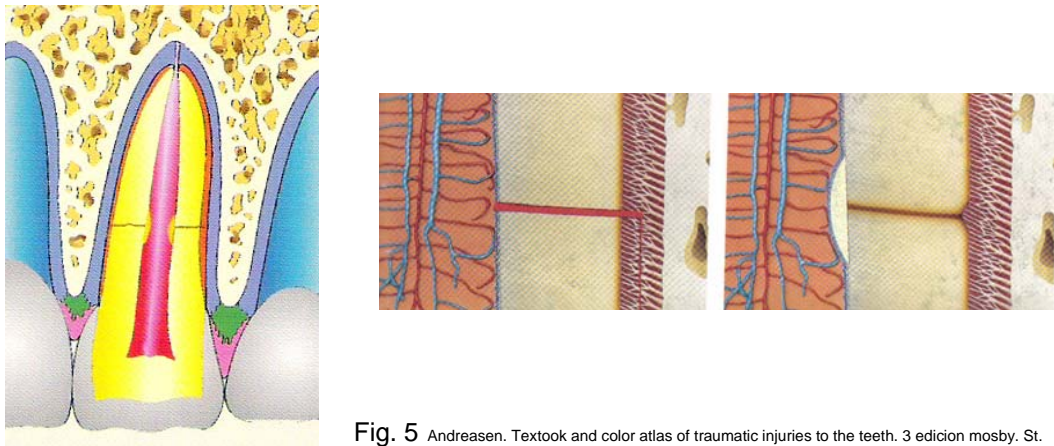 Fig. 5 Andreasen. Textook and color atlas of traumatic injuries to the teeth. 3 edicion mosby. St.